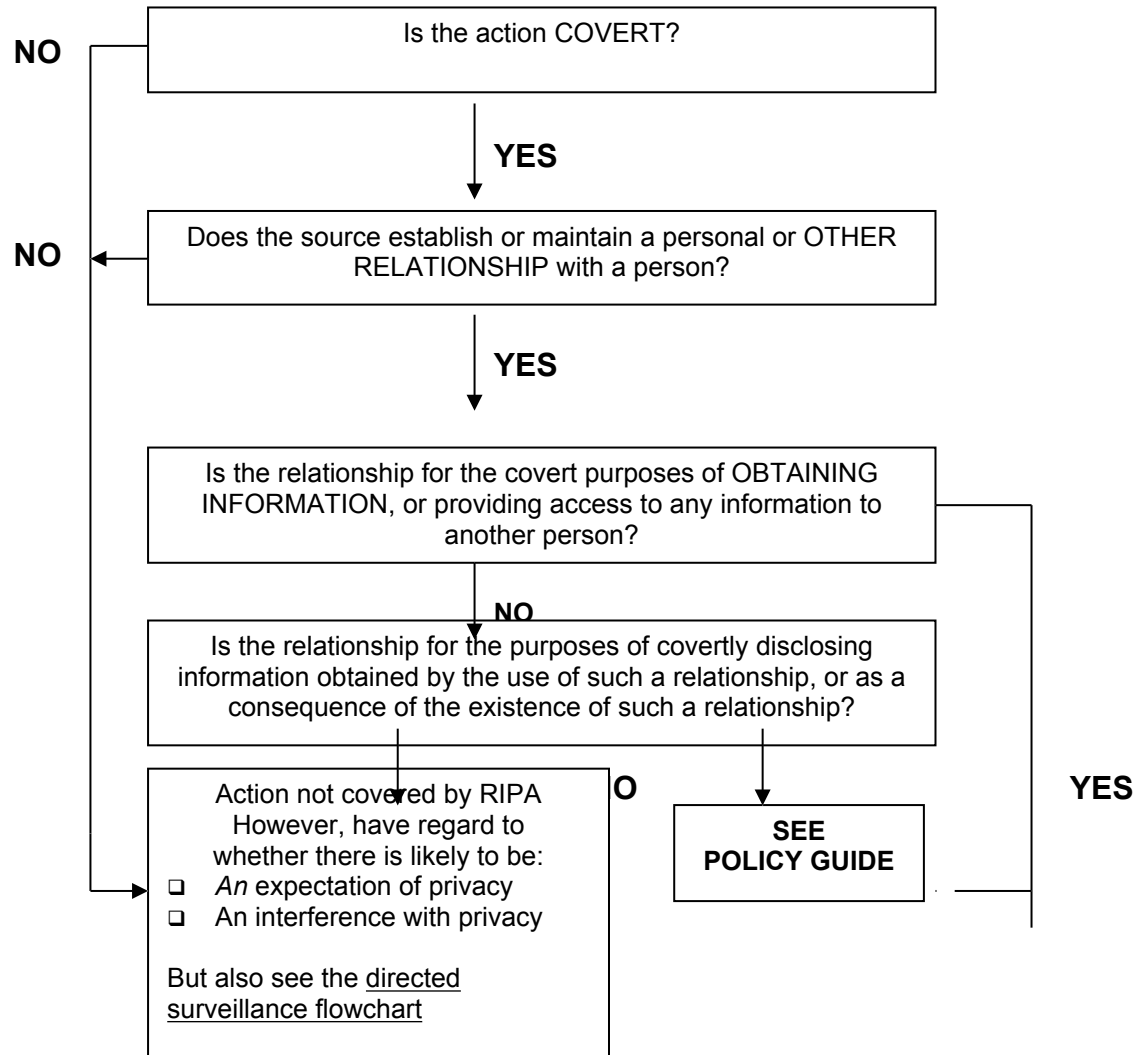 Is the action COVERT?
NO
YES
Does the source establish or maintain a personal or OTHER
RELATIONSHIP with a person?
NO
YES
Is the relationship for the covert purposes of OBTAINING
INFORMATION, or providing access to any information to
another person?
NO
Is the relationship for the purposes of covertly disclosing
information obtained by the use of such a relationship, or as a
consequence of the existence of such a relationship?
YES
Action not covered by RIPA
However, have regard to
whether there is likely to be:
❑ An expectation of privacy
❑ An interference with privacy
But also see the directed
surveillance flowchart
SEE
POLICY GUIDE